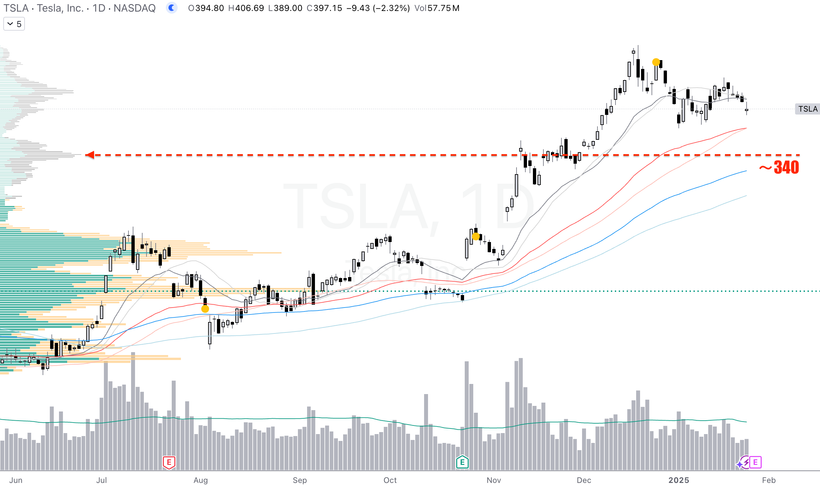 TSLA · Tesla, Inc. · 1D · NASDAQ O394.80 H406.69 L389.00 C397.15 −9.43 (−2.32%) Vol57.75M
5
TSLA
~340
TSLA, 1D
E E E
Jun Jul Aug Sep Oct Nov Dec 2025 Feb